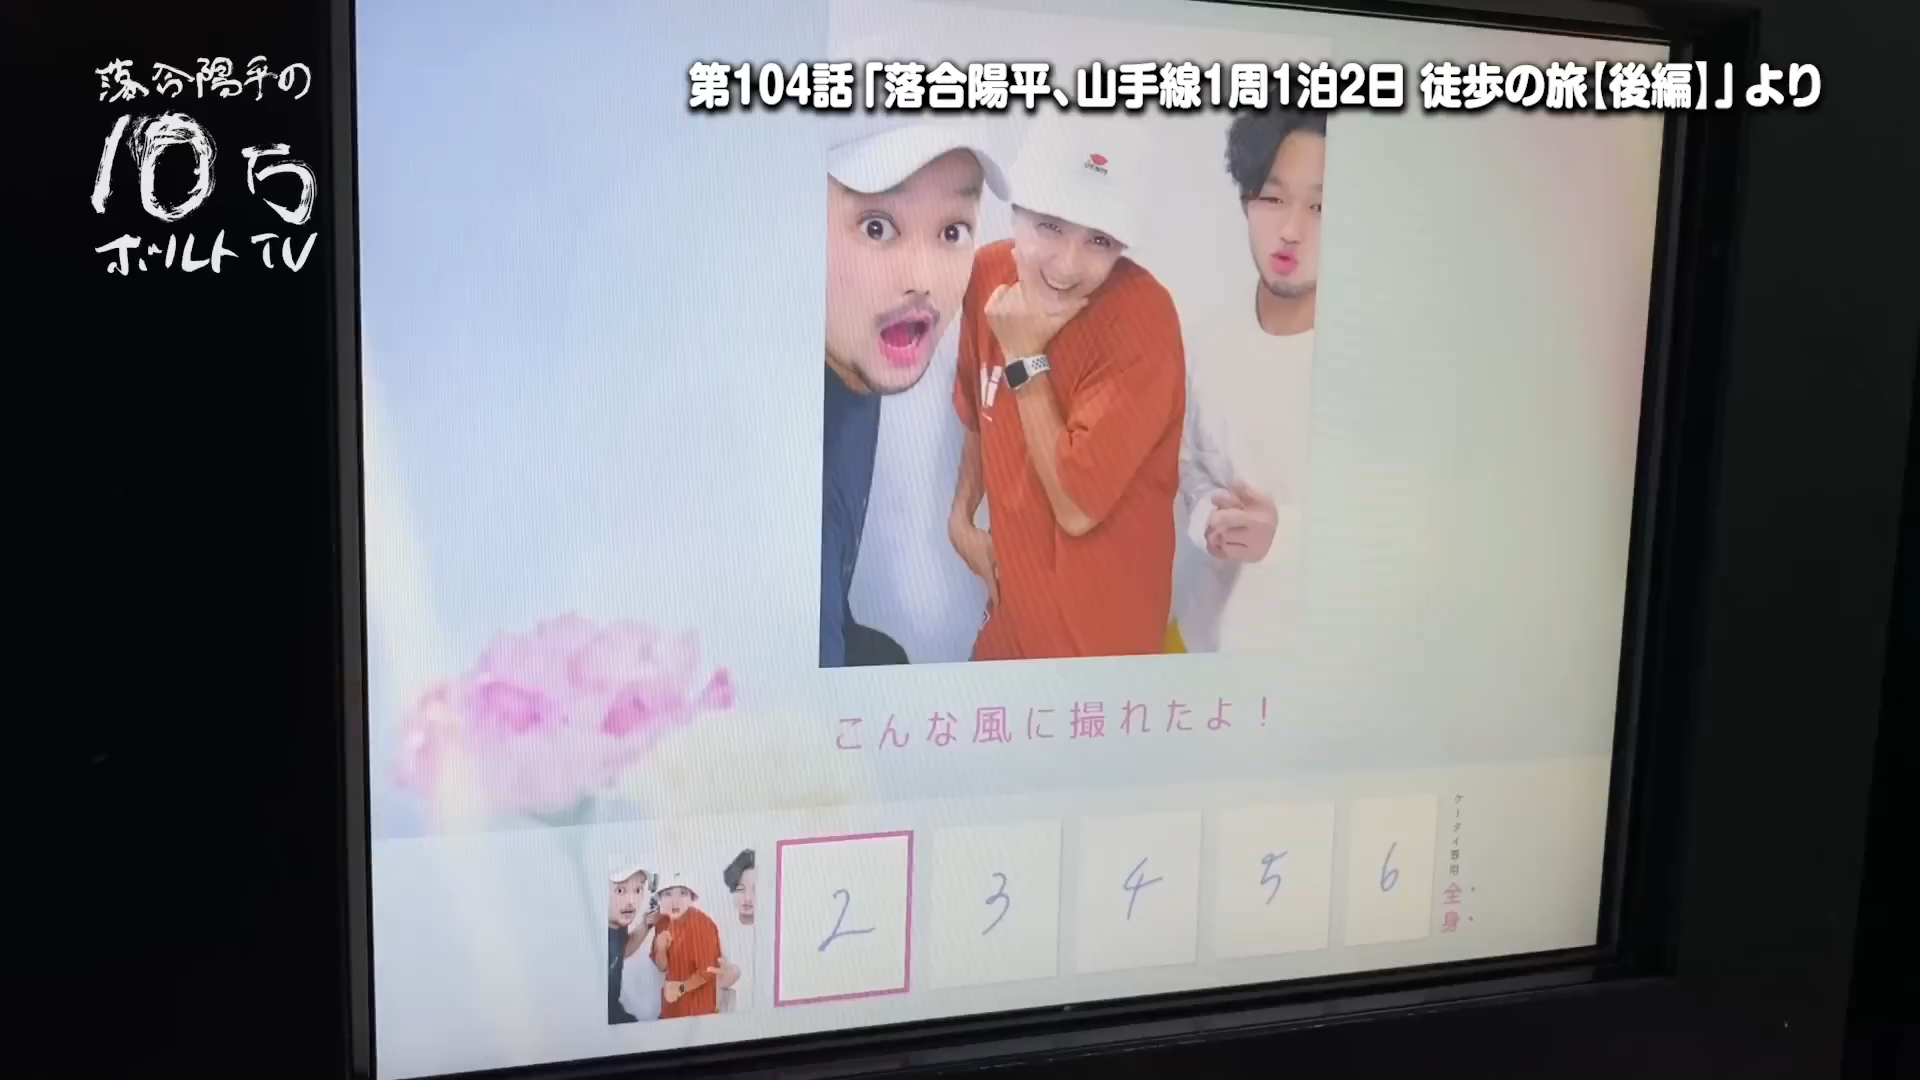 落合陽平の
10万
ボルトTV
第104話「落合陽平、山手線1周1泊2日 徒歩の旅【後編】」より
こんな風に撮れたよ！
2
3
4
5
6
ケータイ専用
全身